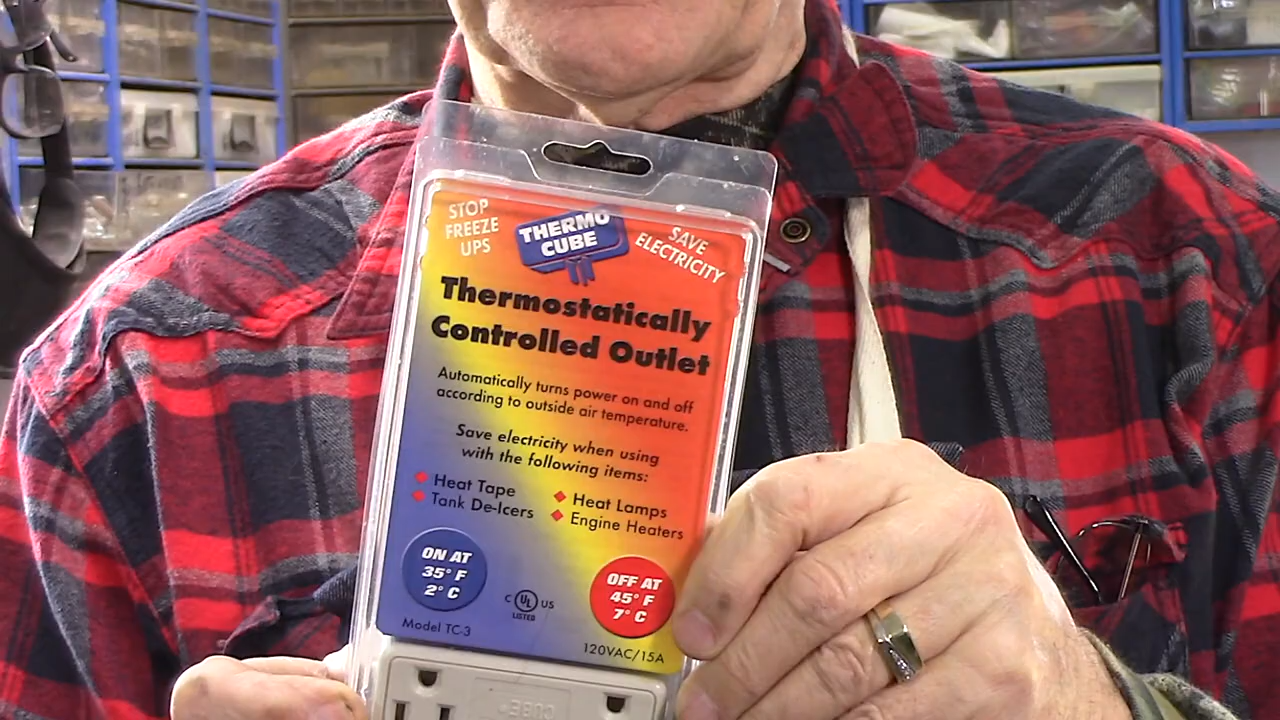 STOP
FREEZE
UPS
THERMO
CUBE
SAVE
ELECTRICITY
Thermostatically
Controlled Outlet
Automatically turns power on and off
according to outside air temperature.
Save electricity when using
with the following items:
Heat Tape
Tank De-Icers
Heat Lamps
Engine Heaters
ON AT
35° F
2° C
C UL US
LISTED
OFF AT
45° F
7° C
Model TC-3
120VAC/15A
CUBE